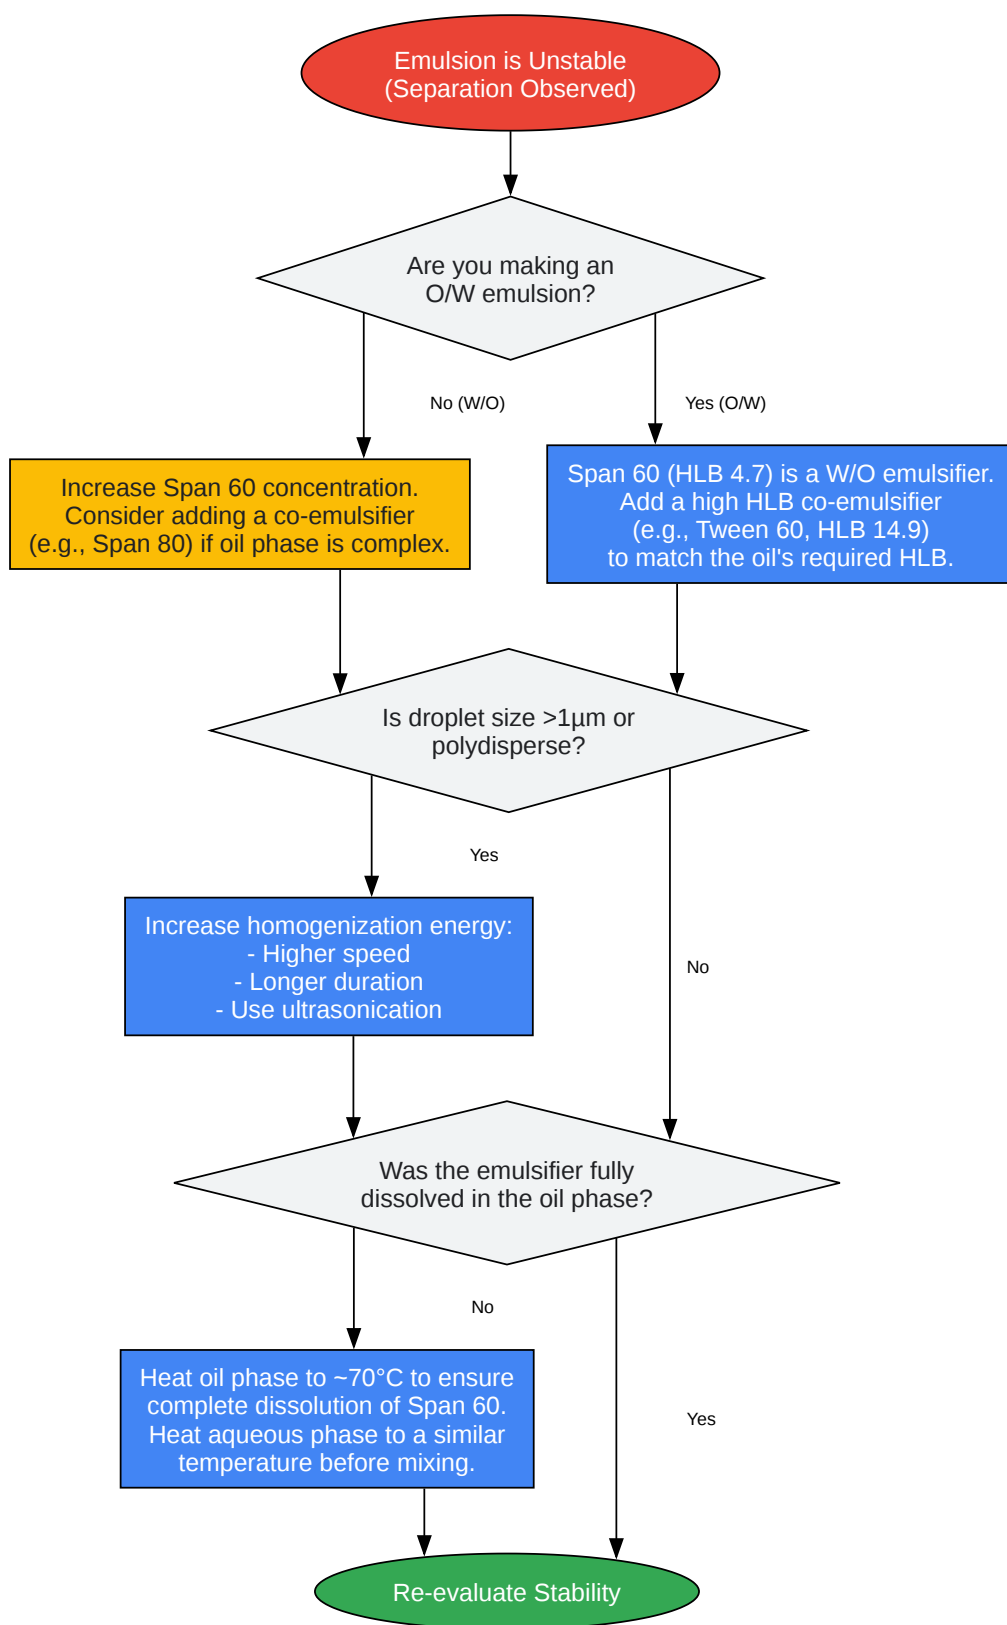 Emulsion is Unstable
(Separation Observed)
Are you making an
O/W emulsion?
No (W/O)
Yes (O/W)
Increase Span 60 concentration.
Consider adding a co-emulsifier
(e.g., Span 80) if oil phase is complex.
Span 60 (HLB 4.7) is a W/O emulsifier.
Add a high HLB co-emulsifier
(e.g., Tween 60, HLB 14.9)
to match the oil's required HLB.
Is droplet size >1µm or
polydisperse?
Yes
Increase homogenization energy:
- Higher speed
- Longer duration
- Use ultrasonication
No
Was the emulsifier fully
dissolved in the oil phase?
No
Heat oil phase to ~70°C to ensure
complete dissolution of Span 60.
Heat aqueous phase to a similar
temperature before mixing.
Yes
Re-evaluate Stability